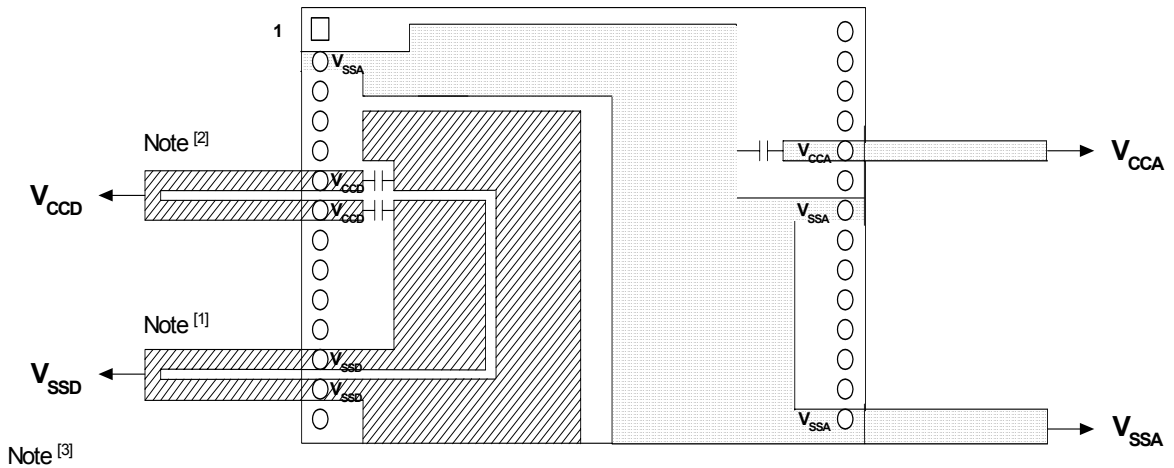 1
VSSA
Note [2]
VCCD
VCCD
VCCD
VCCA
VCCA
VSSA
Note [1]
VSSD
VSSD
VSSD
VSSA
VSSA
Note [3]